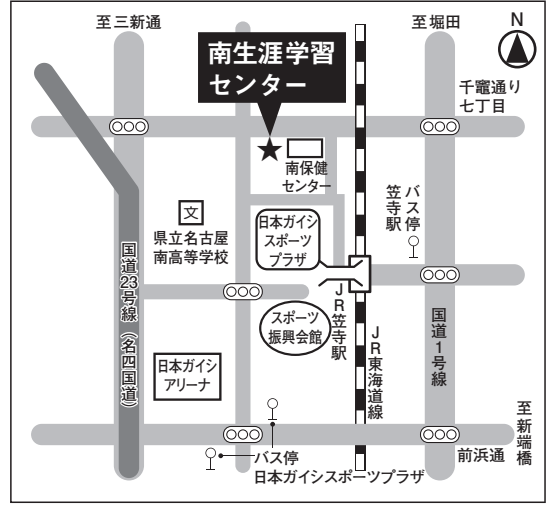 至三新通
至堀田
N
南生涯学習
センター
千竈通り
七丁目
南保健
センター
文
県立名古屋
南高等学校
日本ガイシ
スポーツ
プラザ
バス停
笠寺駅
国道23号線(名四国道)
スポーツ
振興会館
JR笠寺駅
JR東海道線
国道1号線
日本ガイシ
アリーナ
至新端橋
前浜通
バス停
日本ガイシスポーツプラザ